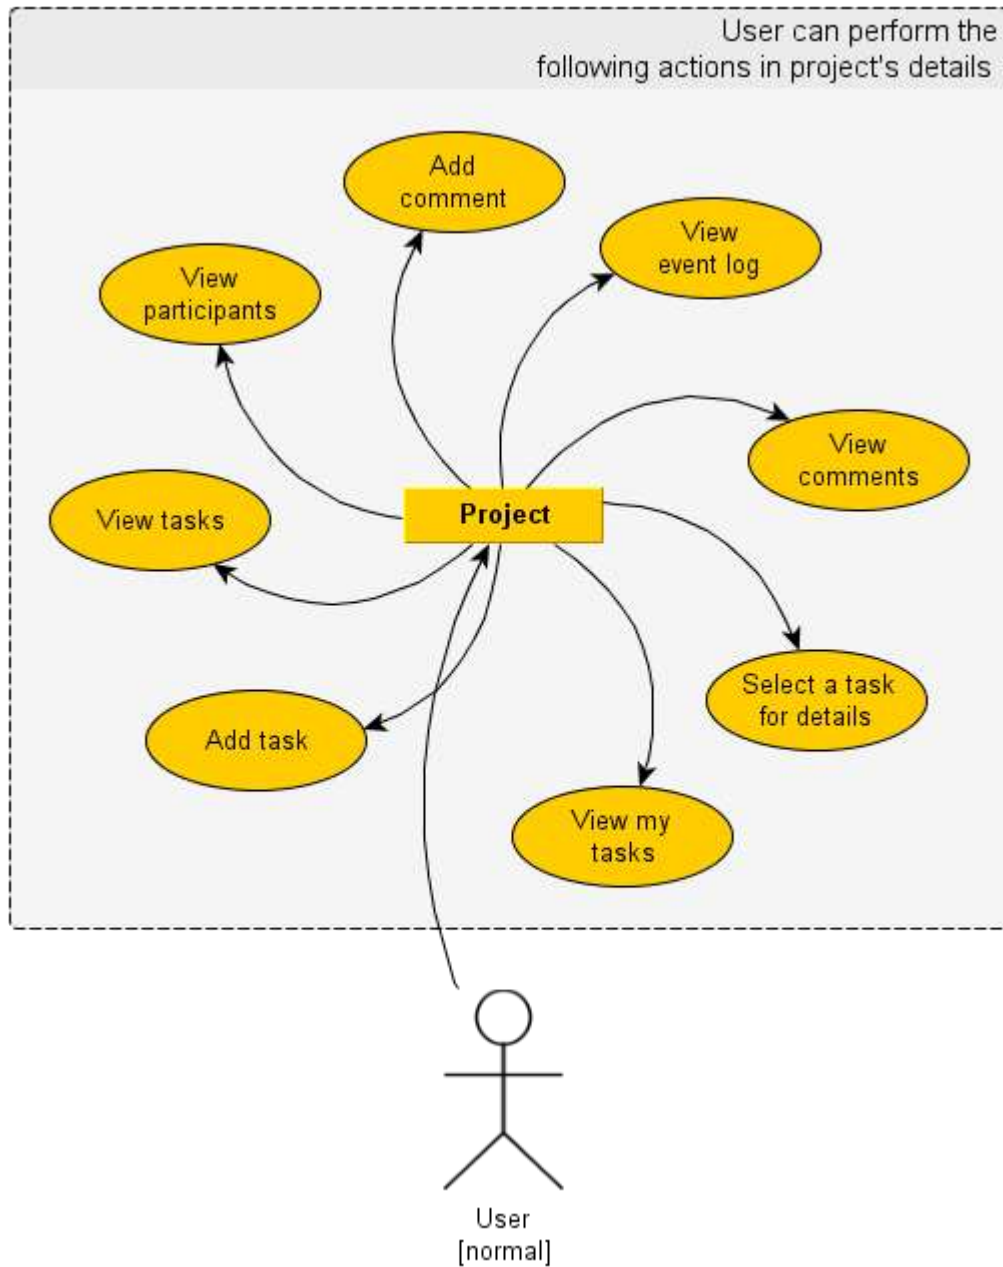 User can perform the
following actions in project's details
Add
comment
View
event log
View
participants
View
comments
View tasks
Project
Select a task
for details
Add task
View my
tasks
User
[normal]